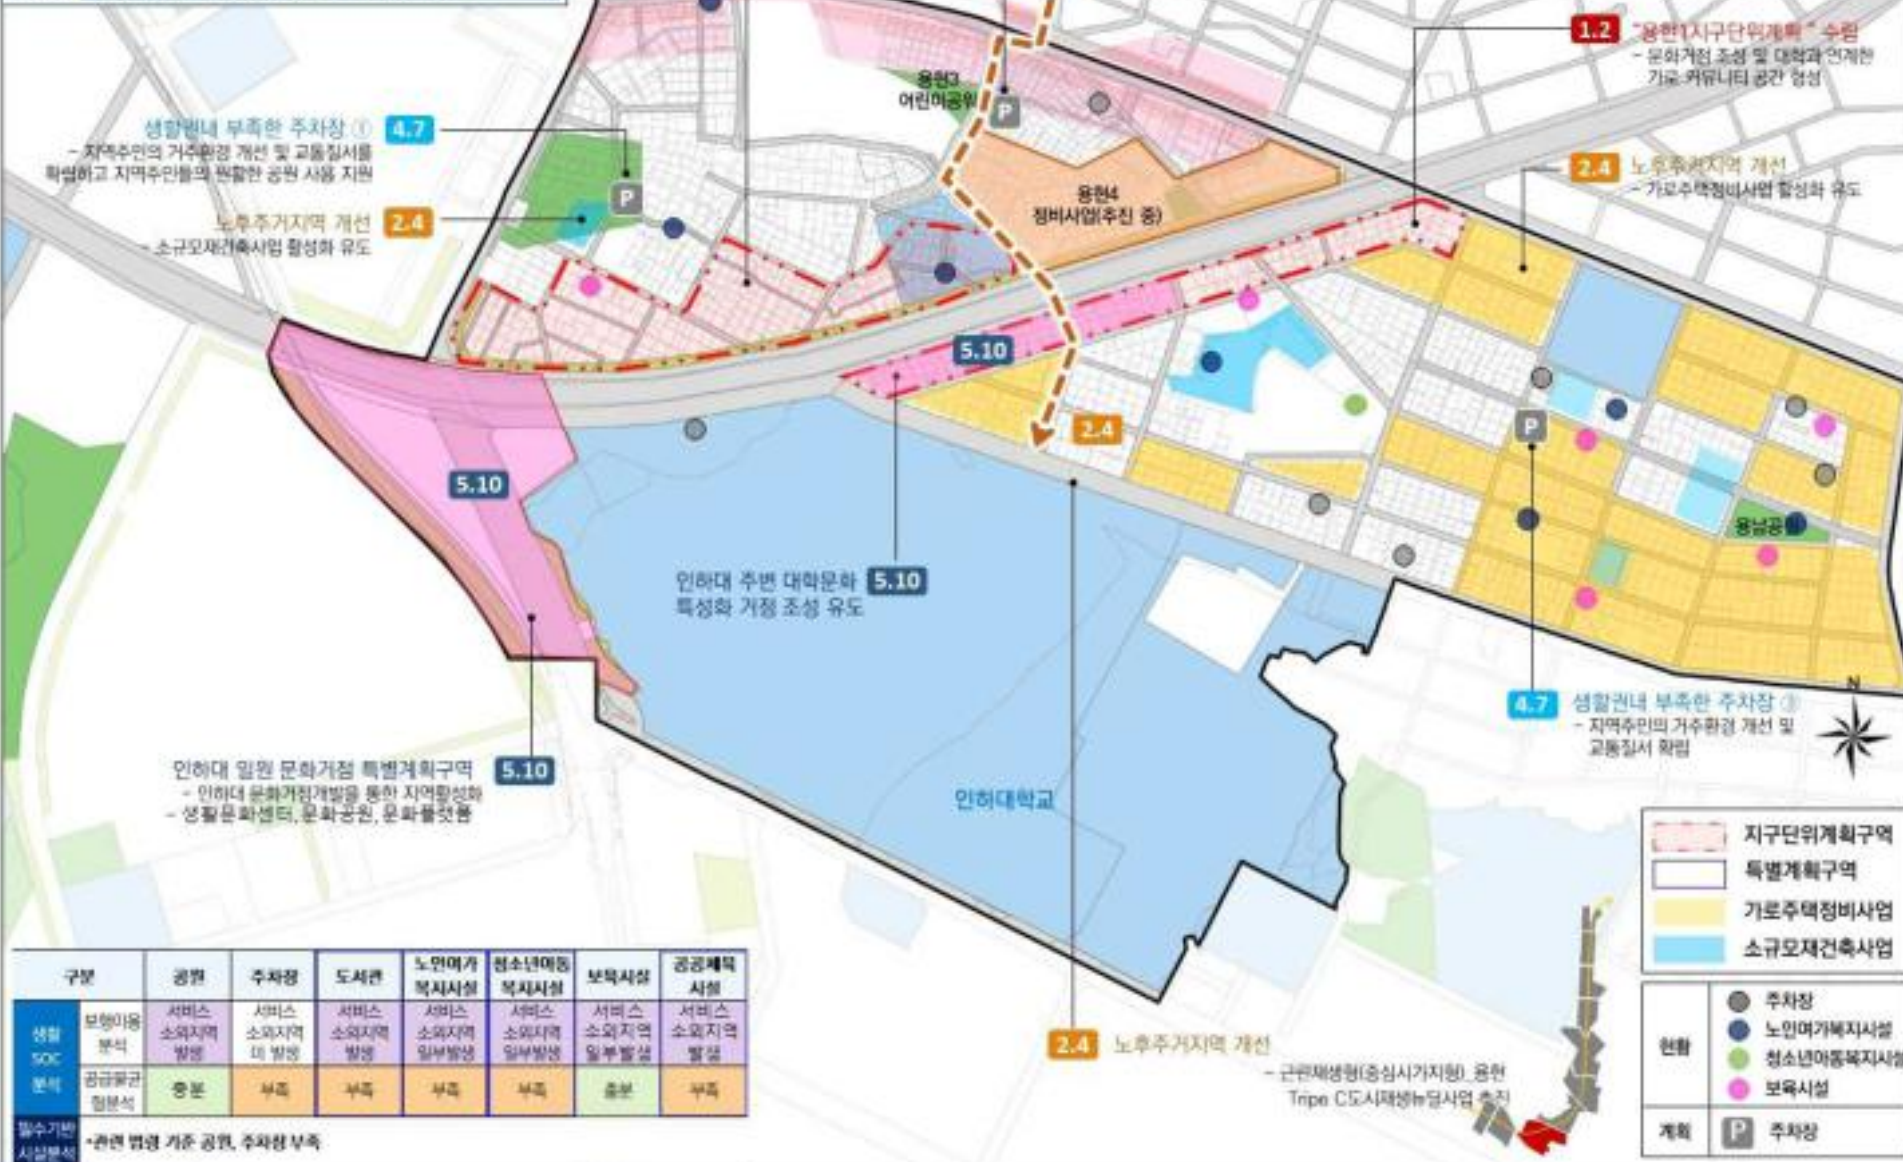 1.2 "용현1지구단위계획" 수립
- 문화거점 조성 및 대학과 연계한
가로 커뮤니티 공간 형성
용현3
어린이공원
P
생활권내 부족한 주차장 ① 4.7
- 지역주민의 거주환경 개선 및 교통질서를
확립하고 지역주민들의 원활한 공원 사용 지원
P
2.4 노후주거지역 개선
- 가로주택정비사업 활성화 유도
용현4
정비사업(추진 중)
노후주거지역 개선 2.4
- 소규모재건축사업 활성화 유도
5.10
2.4
P
5.10
용남공원
인하대 주변 대학문화 5.10
특성화 거점 조성 유도
4.7 생활권내 부족한 주차장 ③
- 지역주민의 거주환경 개선 및
교통질서 확립
N
인하대 일원 문화거점 특별계획구역 5.10
- 인하대 문화거점개발을 통한 지역활성화
- 생활문화센터, 문화공원, 문화플랫폼
인하대학교
지구단위계획구역
특별계획구역
가로주택정비사업
소규모재건축사업
현황
주차장
노인여가복지시설
청소년아동복지시설
보육시설
계획 P 주차장
2.4 노후주거지역 개선
- 근린재생형(중심시가지형)_용현
Tripe C도시재생뉴딜사업 추진
구분 공원 주차장 도서관 노인여가 복지시설 청소년아동 복지시설 보육시설 공공체육 시설
생활 SOC 분석
보행이용 분석 서비스 소외지역 발생 서비스 소외지역 미 발생 서비스 소외지역 발생 서비스 소외지역 일부발생 서비스 소외지역 일부발생 서비스 소외지역 일부발생 서비스 소외지역 발생
공급불균형분석 충분 부족 부족 부족 부족 충분 부족
필수기반 시설분석 *관련 법령 기준 공원, 주차장 부족